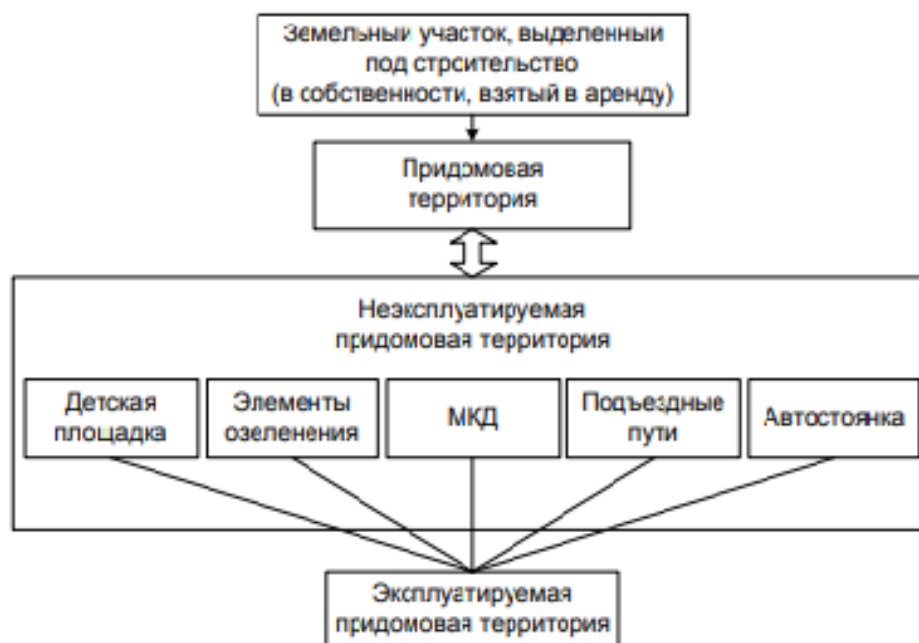 Земельный участок, выделенный
под стрсительство
(в собственности, взятый в аренду)
Придомовая
территория
Неэксплуатируемая
придомовая территория
Детская
площадка
Элементы
озеленения
МКД
Подъездные
пути
Автостоянка
Эксплуатируемая
придомовая территория